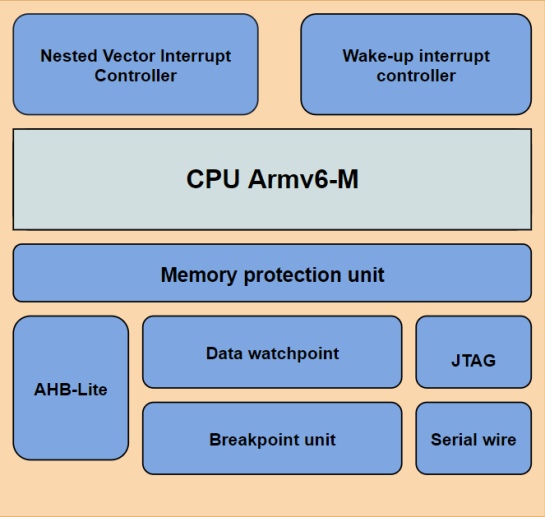 Nested Vector Interrupt
Controller
Wake-up interrupt
controller
CPU Armv6-M
Memory protection unit
AHB-Lite
Data watchpoint
JTAG
Breakpoint unit
Serial wire